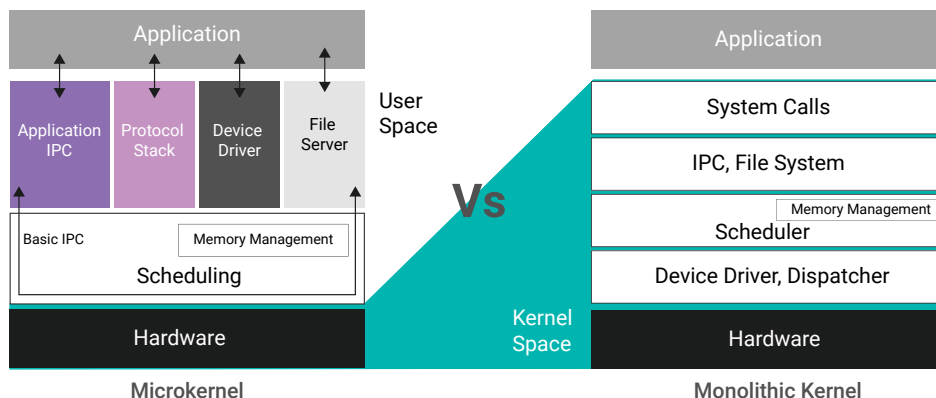 Application
Application
IPC
Protocol
Stack
Device
Driver
File
Server
Basic IPC
Memory Management
Scheduling
Hardware
Microkernel
User
Space
Vs
Kernel
Space
Application
System Calls
IPC, File System
Memory Management
Scheduler
Device Driver, Dispatcher
Hardware
Monolithic Kernel